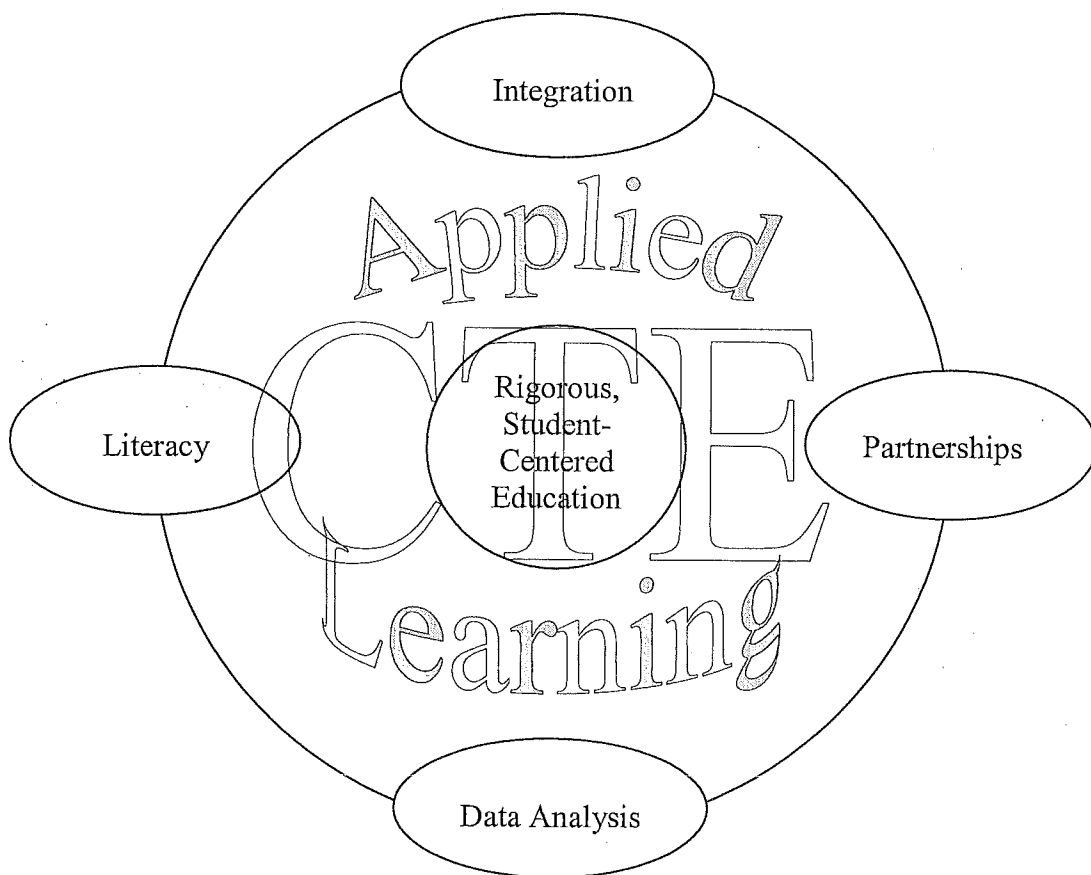 Integration
Applied
CTE
Rigorous,
Student-
Centered
Education
Literacy
Partnerships
Learning
Data Analysis